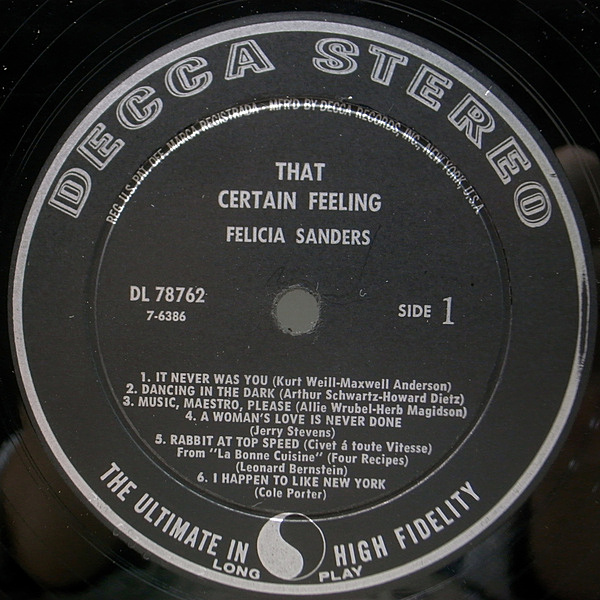 DECCA STEREO
REG. U.S. PAT. OFF. MARCA REGISTRADA - MFR'D BY DECCA RECORDS INC, NEW YORK, U.S.A
THAT
CERTAIN FEELING
FELICIA SANDERS
DL 78762
7-6386
SIDE 1
1. IT NEVER WAS YOU (Kurt Weill-Maxwell Anderson)
2. DANCING IN THE DARK (Arthur Schwartz-Howard Dietz)
3. MUSIC, MAESTRO, PLEASE (Allie Wrubel-Herb Magidson)
4. A WOMAN'S LOVE IS NEVER DONE
(Jerry Stevens)
5. RABBIT AT TOP SPEED (Civet á toute Vitesse)
From "La Bonne Cuisine" (Four Recipes)
(Leonard Bernstein)
6. I HAPPEN TO LIKE NEW YORK
(Cole Porter)
THE ULTIMATE IN HIGH FIDELITY
LONG PLAY